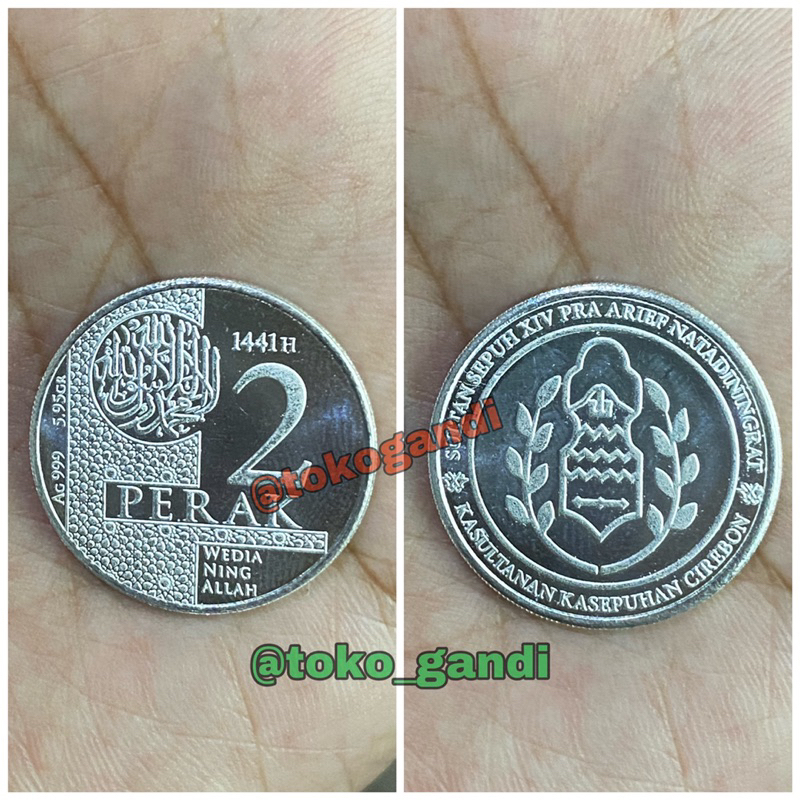 1441H
2
PERAK
WEDIA
NING
ALLAH
Ag 999 5.95GR
SULTAN SEPUH XIV PRA ARIEF NATADININGRAT
KASULTANAN KASEPUHAN CIREBON
@tokogandi
@toko_gandi